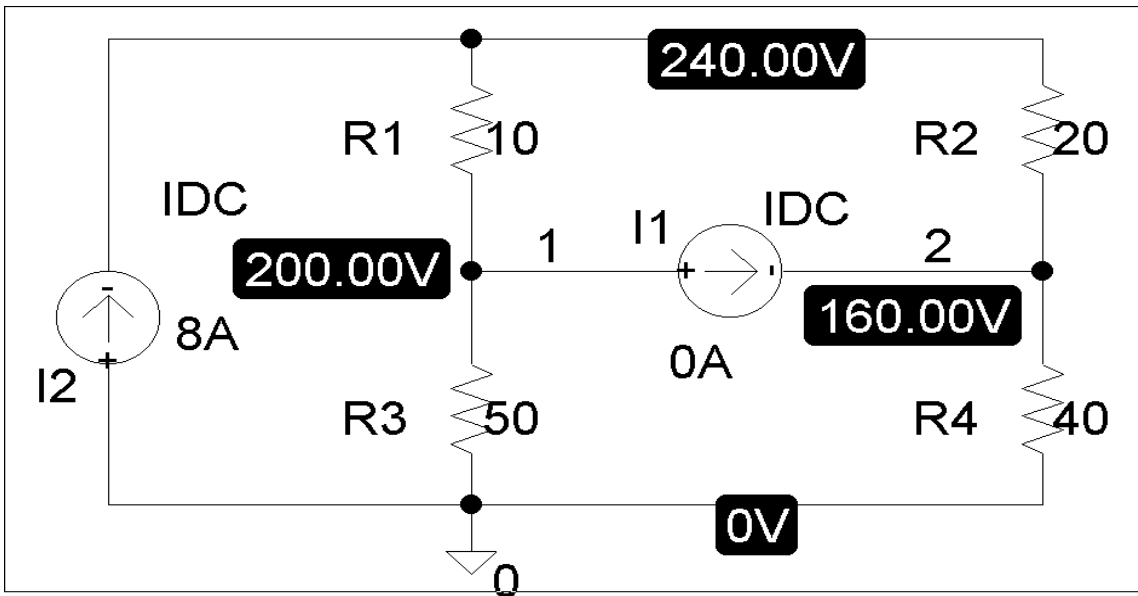 240.00V
R1 10
R2 20
IDC
I1 IDC
1
2
200.00V
+ -
160.00V
-
8A
+
0A
I2
R3 50
R4 40
0V
0